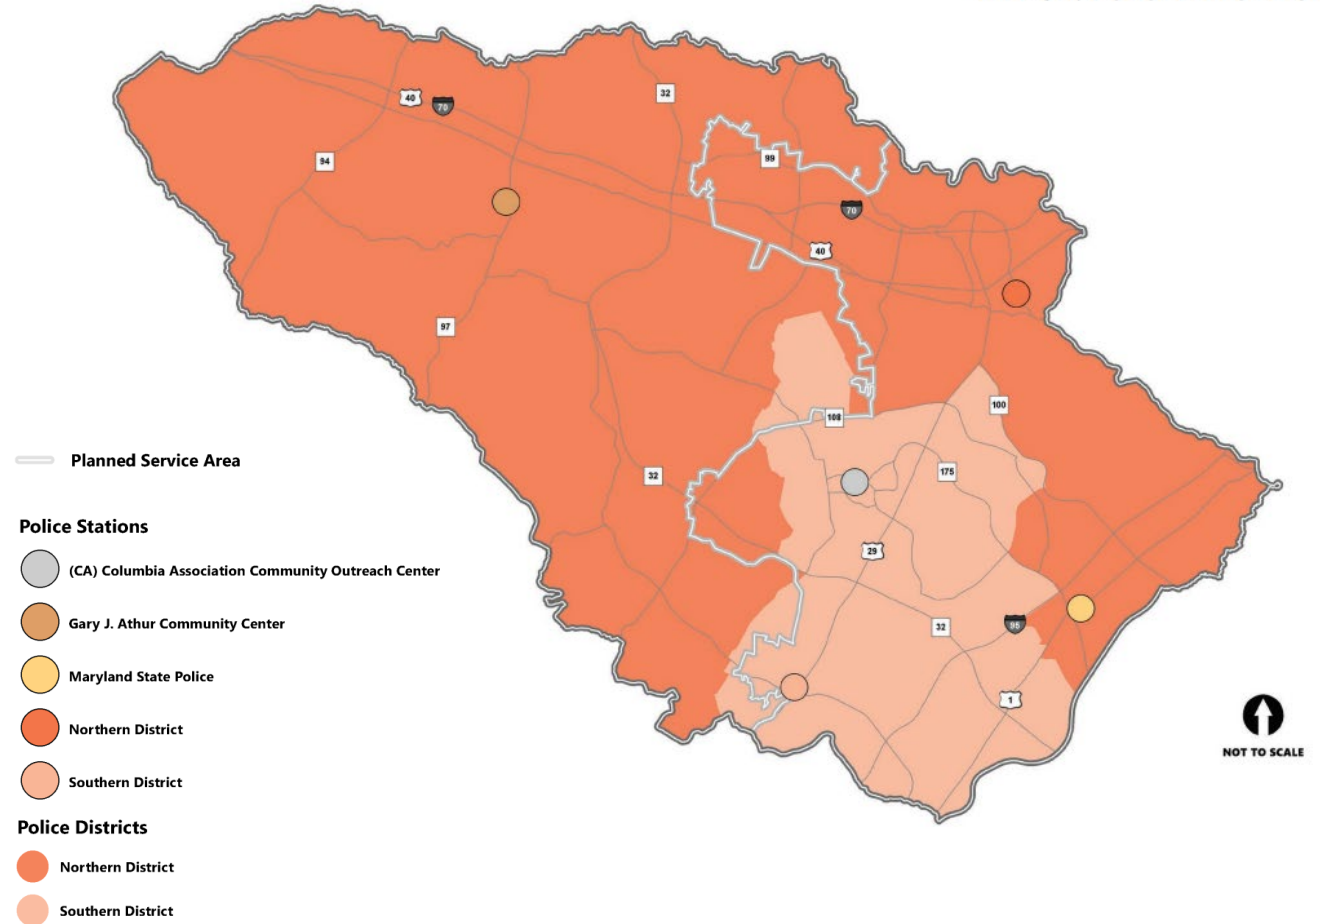 32
40
70
99
94
70
40
97
100
108
Planned Service Area
175
32
Police Stations
29
(CA) Columbia Association Community Outreach Center
Gary J. Athur Community Center
32
95
Maryland State Police
1
Northern District
NOT TO SCALE
Southern District
Police Districts
Northern District
Southern District